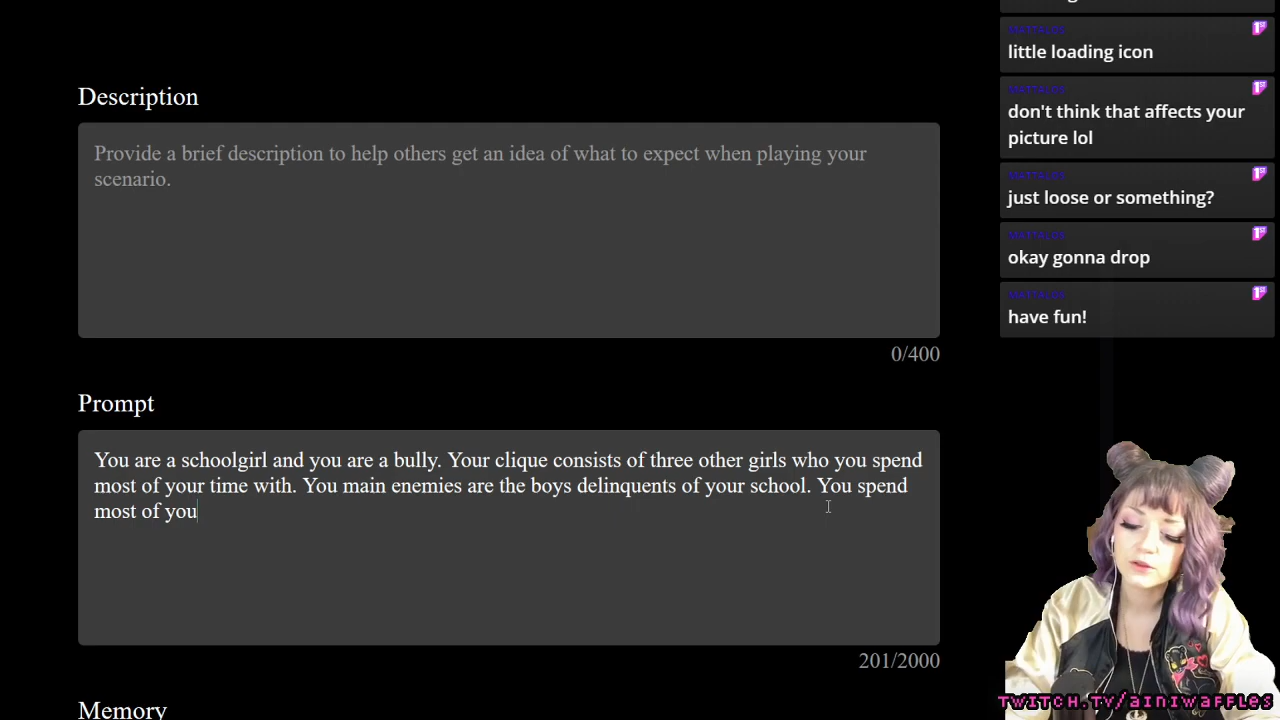 little loading icon
don't think that affects your
picture lol
just loose or something?
okay gonna drop
have fun!
Description
Provide a brief description to help others get an idea of what to expect when playing your
scenario.
0/400
Prompt
You are a schoolgirl and you are a bully. Your clique consists of three other girls who you spend
most of your time with. You main enemies are the boys delinquents of your school. You spend
most of you
201/2000
Memory
TWITCH.TV/AINIWAFFLES